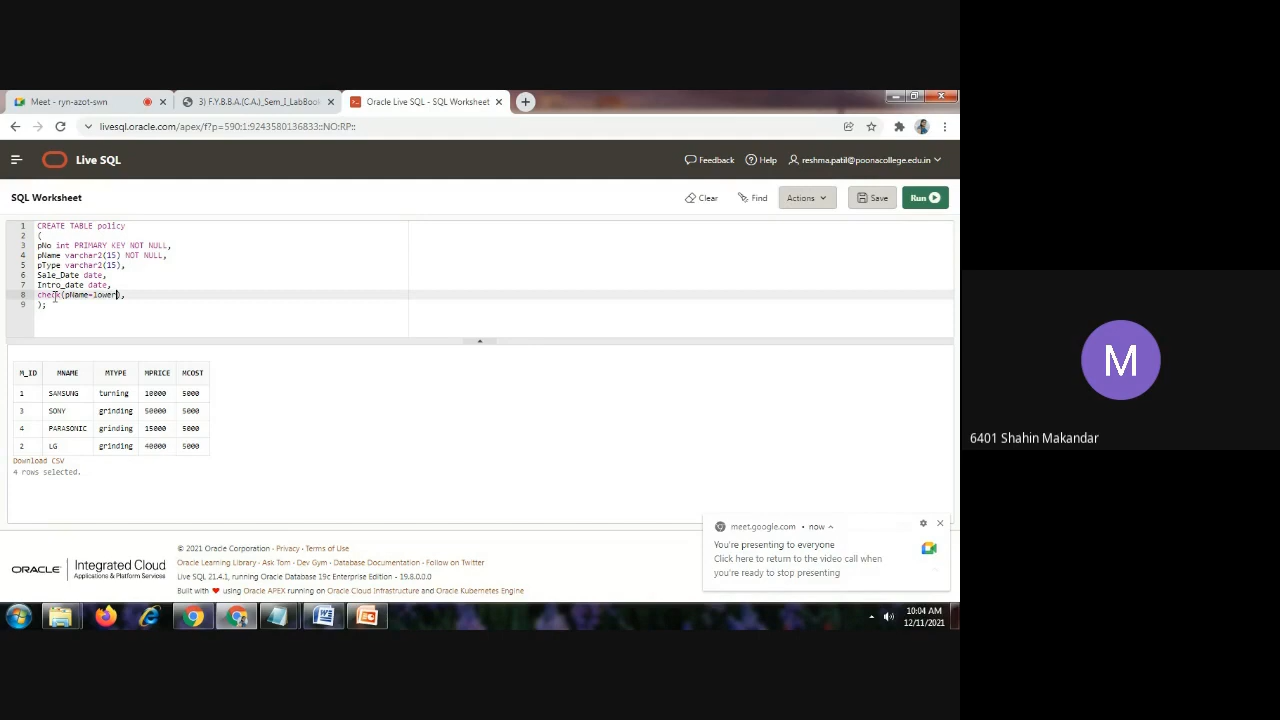 Meet - ryn-azot-swn
3) F.Y.B.B.A.(C.A.)_Sem_I_LabBook
Oracle Live SQL - SQL Worksheet
livesql.oracle.com/apex/f?p=590:1:9243580136833::NO:RP::
Live SQL
Feedback
Help
reshma.patil@poonacollege.edu.in
SQL Worksheet
Clear
Find
Actions
Save
Run
1 CREATE TABLE policy
2 (
3 pNo int PRIMARY KEY NOT NULL,
4 pName varchar2(15) NOT NULL,
5 pType varchar2(15),
6 Sale_Date date,
7 Intro_date date,
8 check(pName=lower),
9 );
M_ID MNAME MTYPE MPRICE MCOST
1 SAMSUNG turning 10000 5000
3 SONY grinding 50000 5000
4 PARASONIC grinding 15000 5000
2 LG grinding 40000 5000
Download CSV
4 rows selected.
M
6401 Shahin Makandar
meet.google.com • now
You're presenting to everyone
Click here to return to the video call when
you're ready to stop presenting
ORACLE Integrated Cloud
Applications & Platform Services
© 2021 Oracle Corporation · Privacy · Terms of Use
Oracle Learning Library · Ask Tom · Dev Gym · Database Documentation · Follow on Twitter
Live SQL 21.4.1, running Oracle Database 19c Enterprise Edition - 19.8.0.0.0
Built with ❤ using Oracle APEX running on Oracle Cloud Infrastructure and Oracle Kubernetes Engine
10:04 AM
12/11/2021